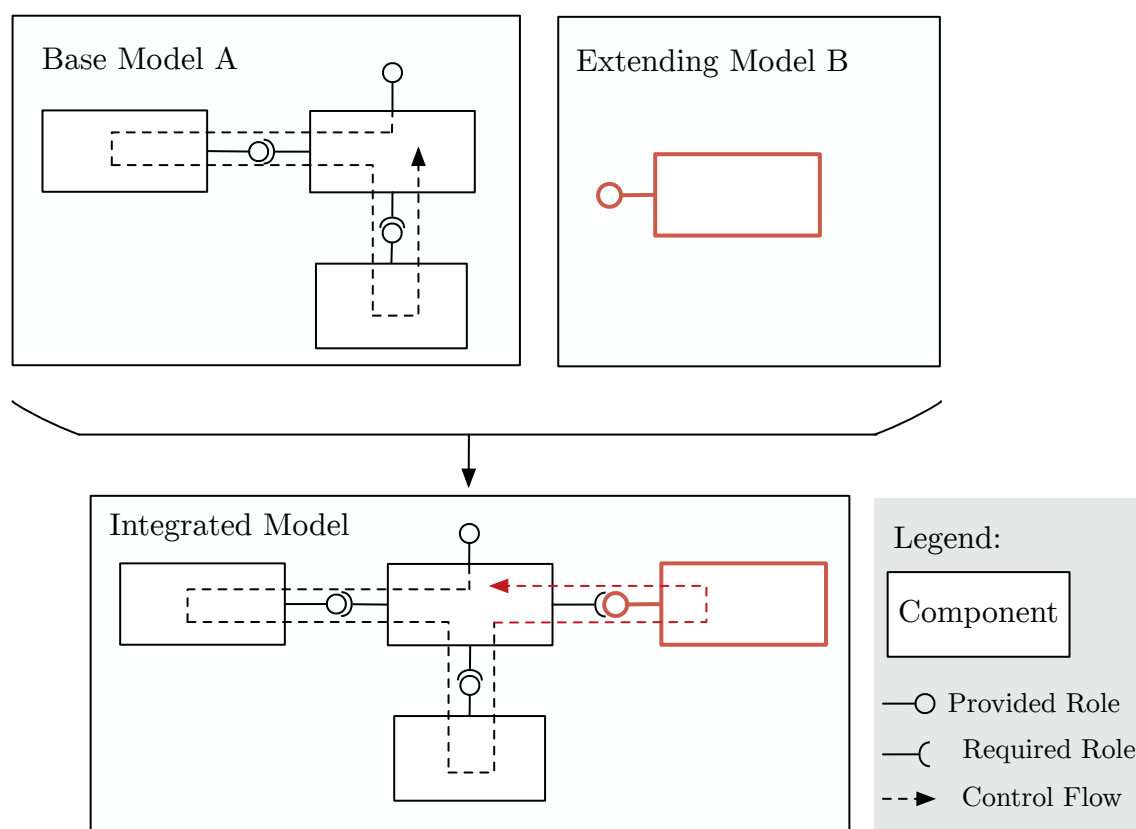 Base Model A
Extending Model B
Integrated Model
Legend:
Component
Provided Role
Required Role
Control Flow